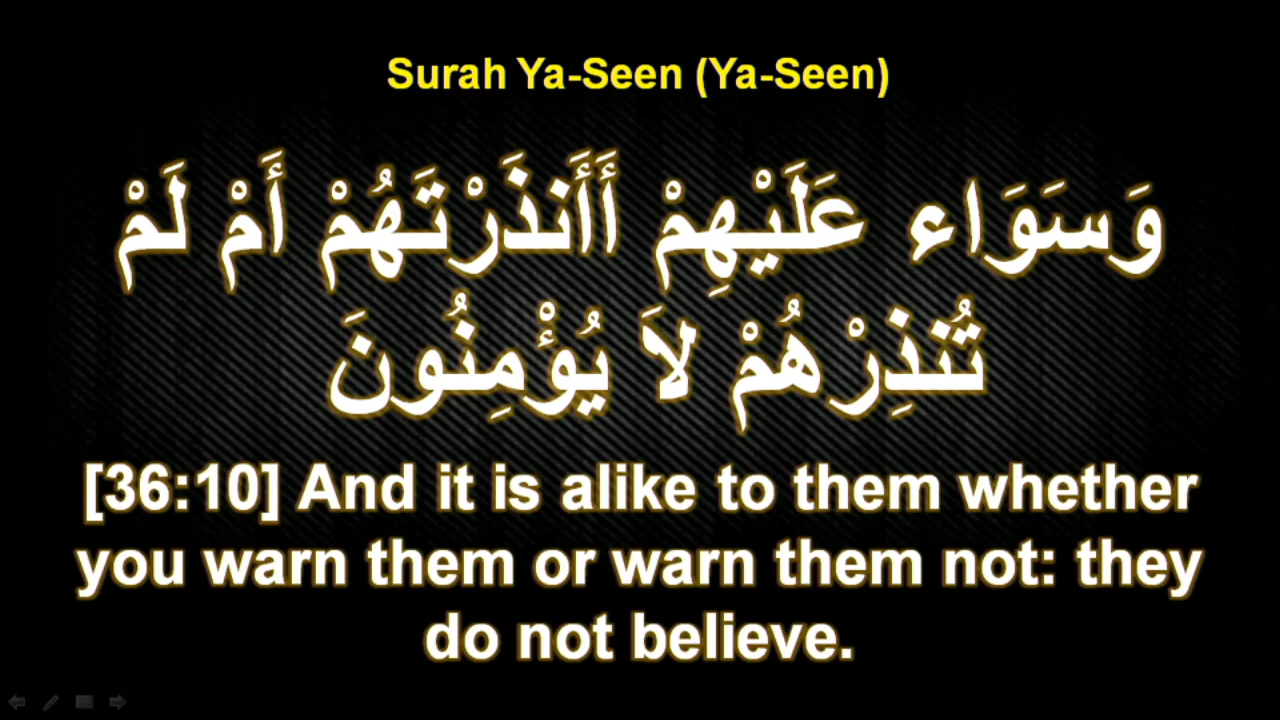 Surah Ya-Seen (Ya-Seen)
وَسَوَاء عَلَيْهِمْ أَأَنذَرْتَهُمْ أَمْ لَمْ
تُنذِرْهُمْ لاَ يُؤْمِنُونَ
[36:10] And it is alike to them whether
you warn them or warn them not: they
do not believe.